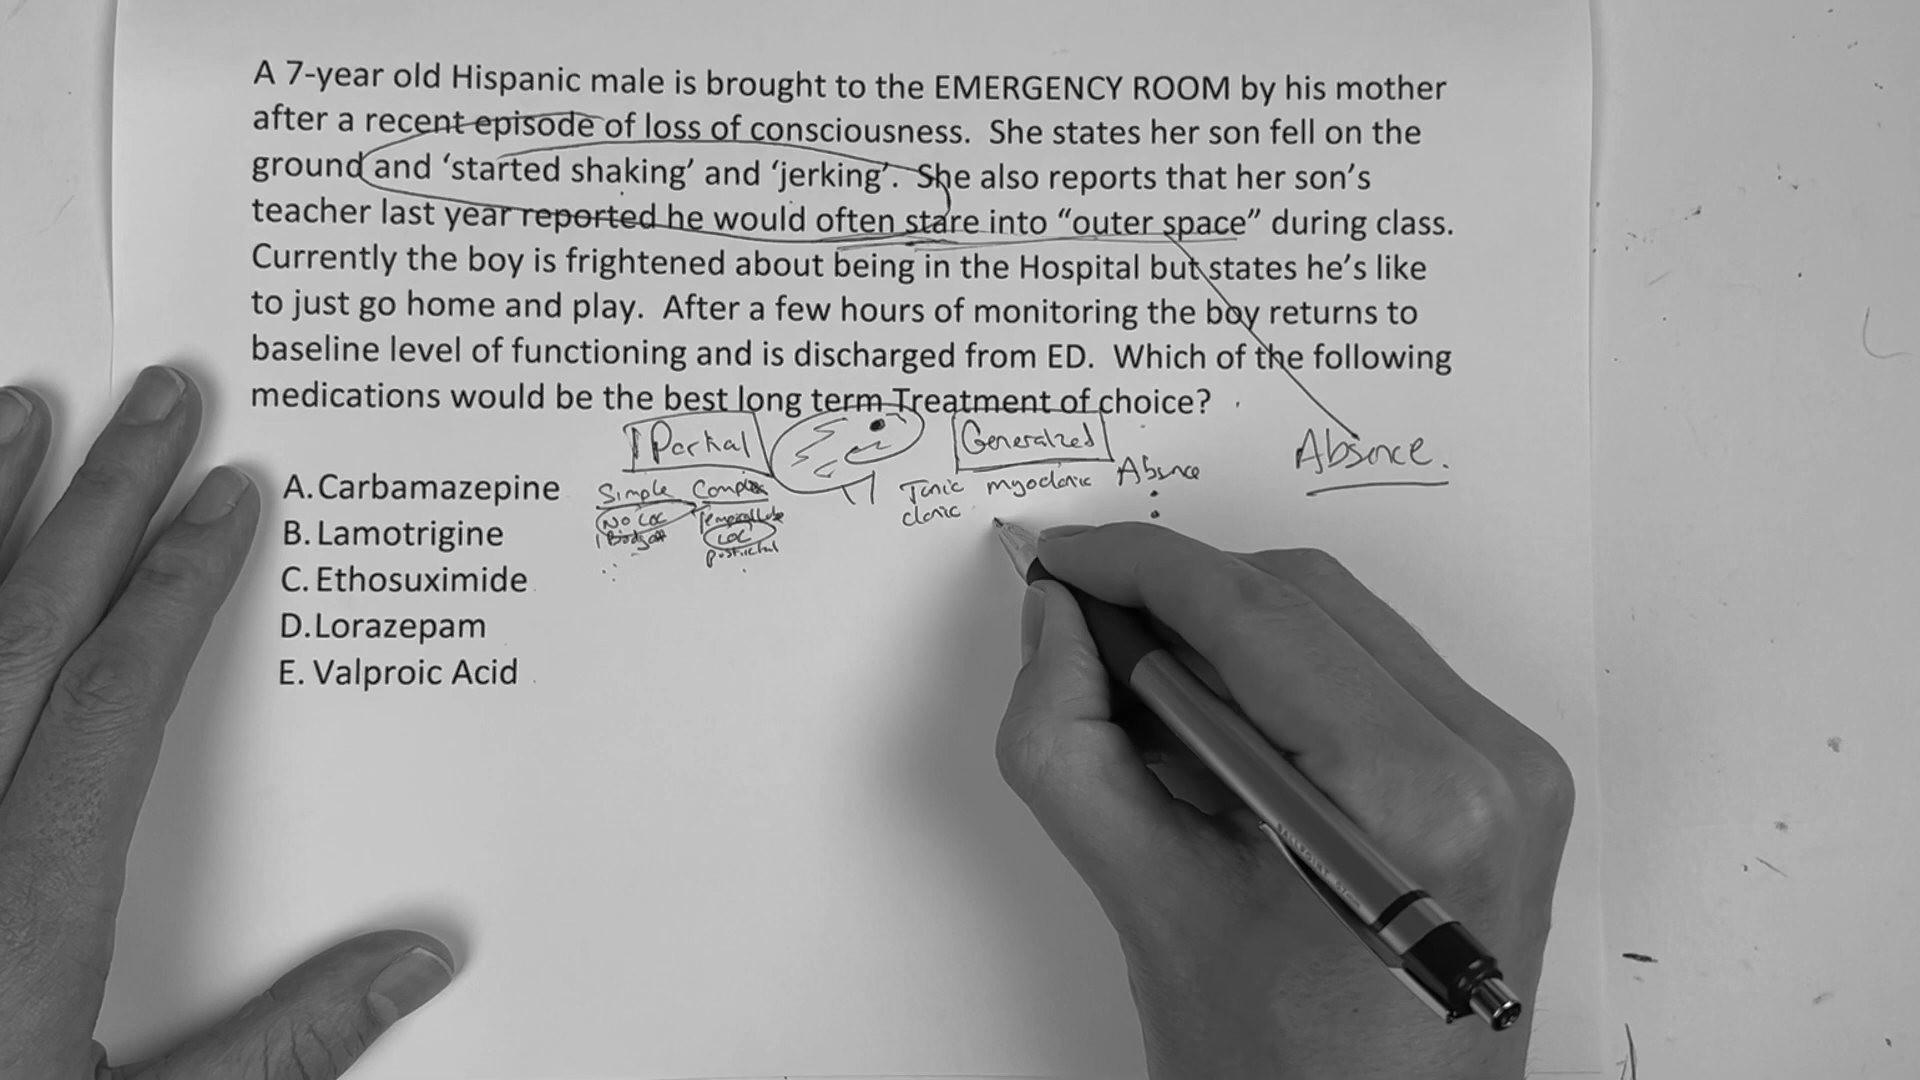 A 7-year old Hispanic male is brought to the EMERGENCY ROOM by his mother
after a recent episode of loss of consciousness. She states her son fell on the
ground and ‘started shaking’ and ‘jerking’. She also reports that her son’s
teacher last year reported he would often stare into “outer space” during class.
Currently the boy is frightened about being in the Hospital but states he’s like
to just go home and play. After a few hours of monitoring the boy returns to
baseline level of functioning and is discharged from ED. Which of the following
medications would be the best long term Treatment of choice?
Partial Generalized Absence.
Simple Complex Tonic myoclonic Absence
No LOC Temporal Lobe clonic
LOC
postictal
A. Carbamazepine
B. Lamotrigine
C. Ethosuximide
D. Lorazepam
E. Valproic Acid